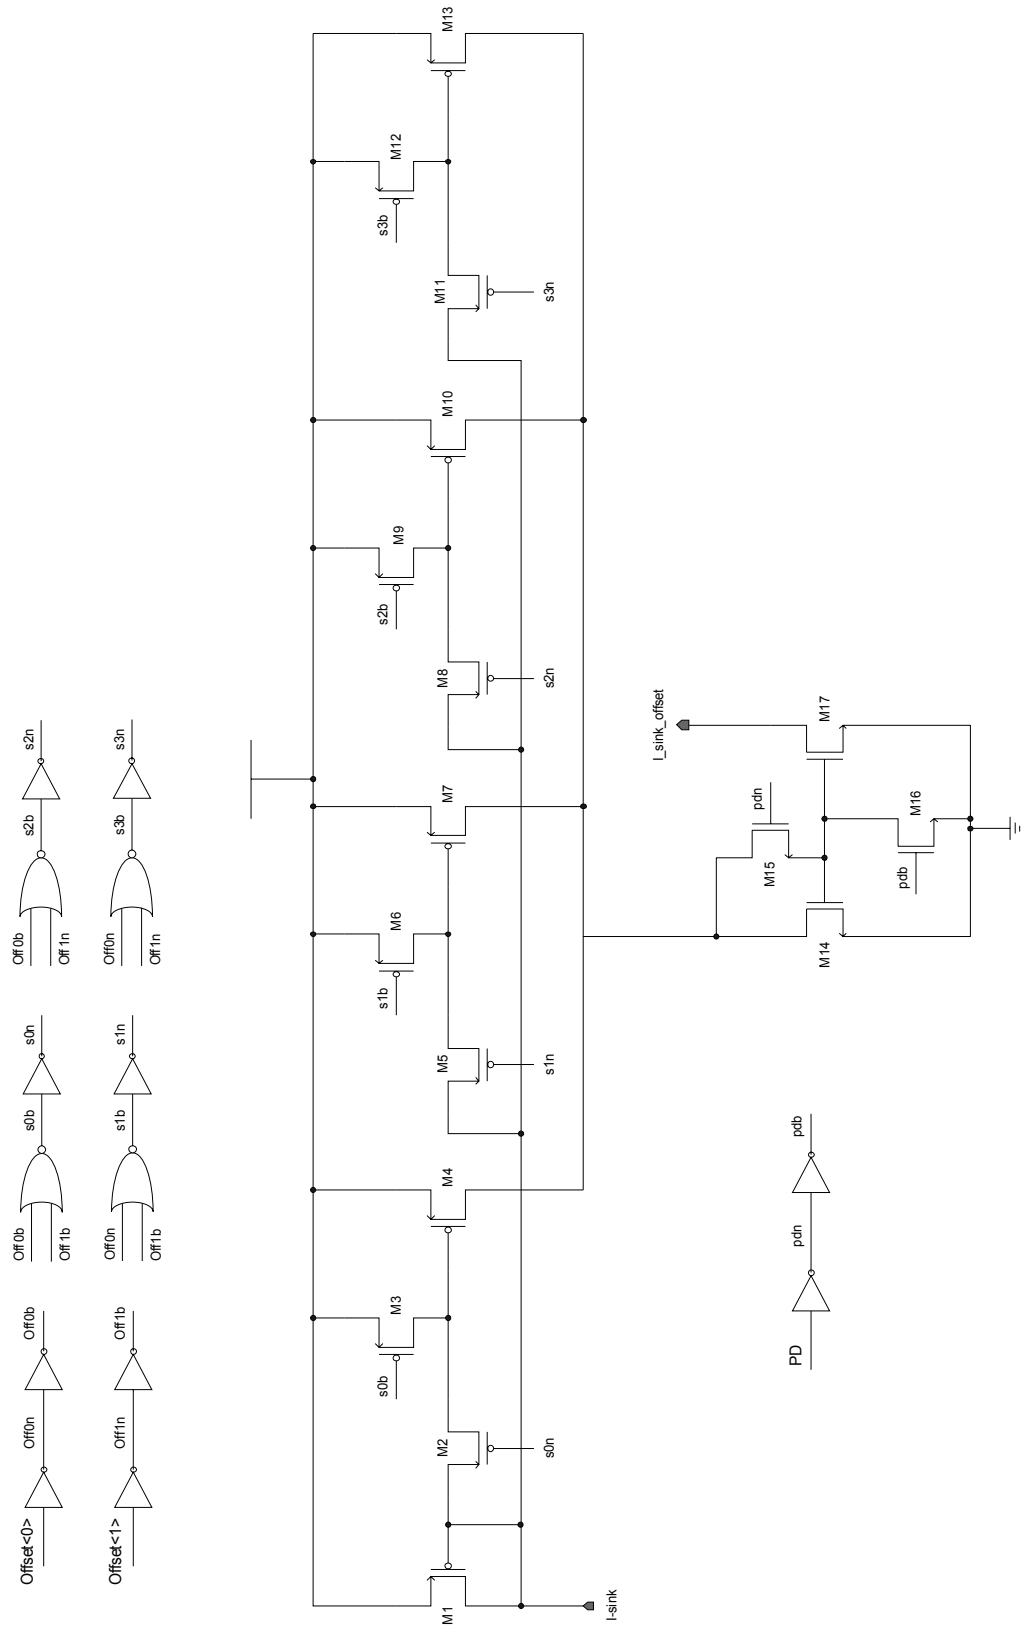 Offset<0>
Off0n
Off0b
Offset<1>
Off1n
Off1b
Off0b
Off1b
s0b
s0n
Off0n
Off1b
s1b
s1n
Off0b
Off1n
s2b
s2n
Off0n
Off1n
s3b
s3n
M1
I-sink
M2
s0n
s0b
M3
M4
M5
s1n
s1b
M6
M7
M8
s2n
s2b
M9
M10
M11
s3n
s3b
M12
M13
PD
pdn
pdb
M14
M15
pdn
pdb
M16
M17
I_sink_offset